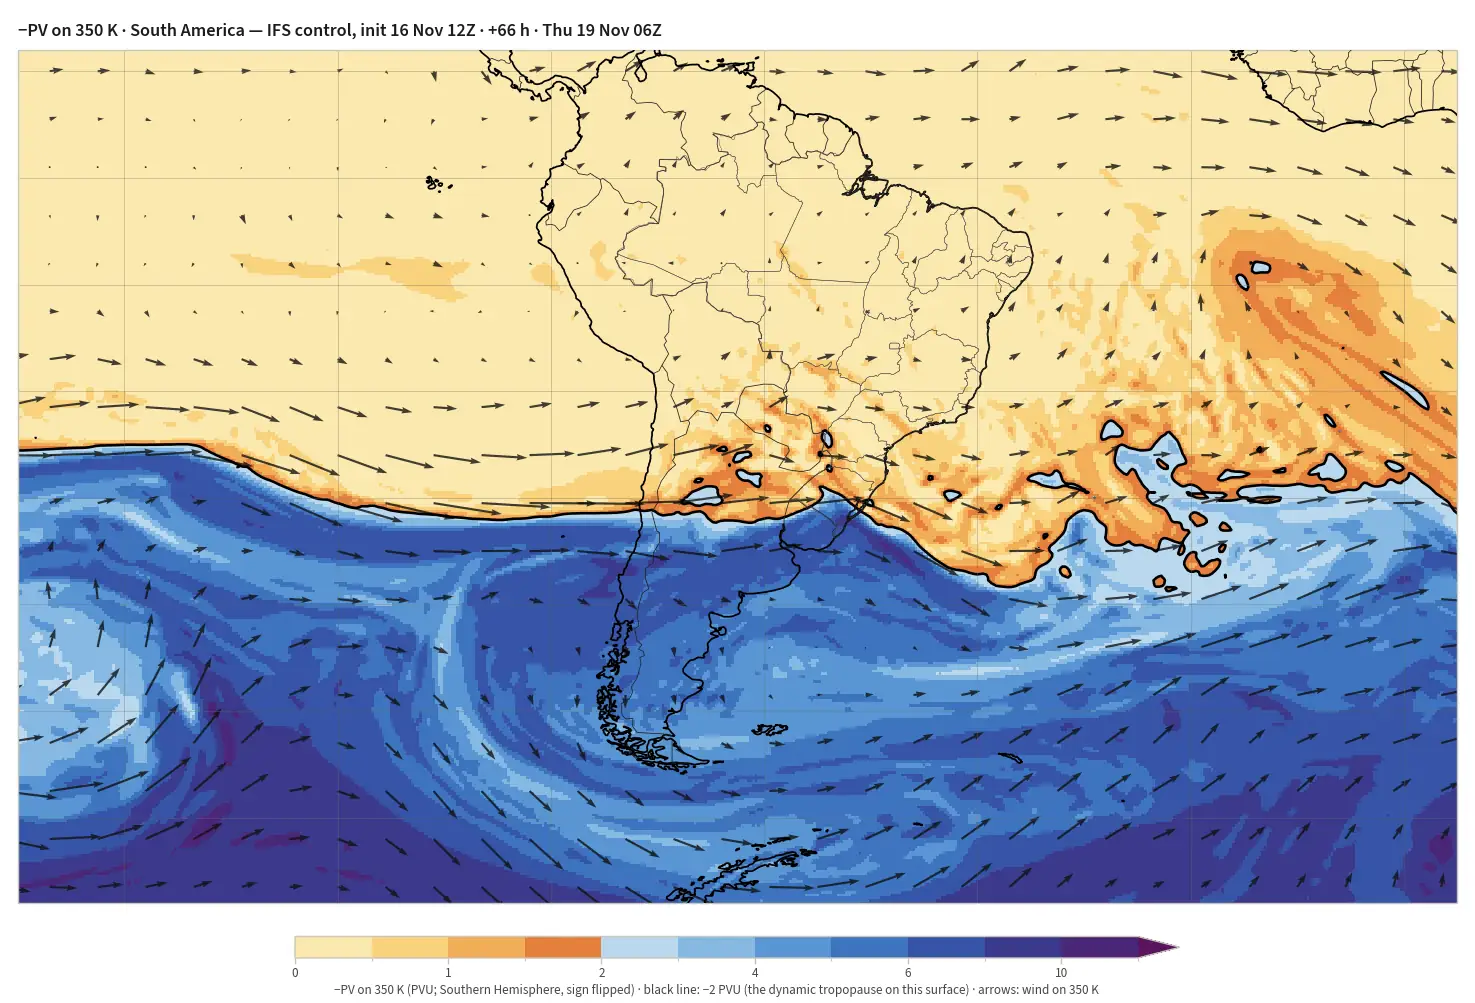 −PV on 350 K · South America — IFS control, init 16 Nov 12Z · +66 h · Thu 19 Nov 06Z
0 1 2 4 6 10
−PV on 350 K (PVU; Southern Hemisphere, sign flipped) · black line: −2 PVU (the dynamic tropopause on this surface) · arrows: wind on 350 K